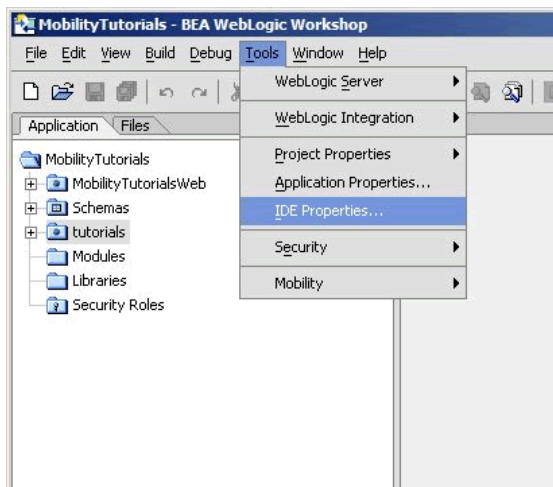 MobilityTutorials - BEA WebLogic Workshop
File Edit View Build Debug Tools Window Help
WebLogic Server
WebLogic Integration
Project Properties
Application Properties...
IDE Properties...
Security
Mobility
Application Files
MobilityTutorials
MobilityTutorialsWeb
Schemas
tutorials
Modules
Libraries
Security Roles